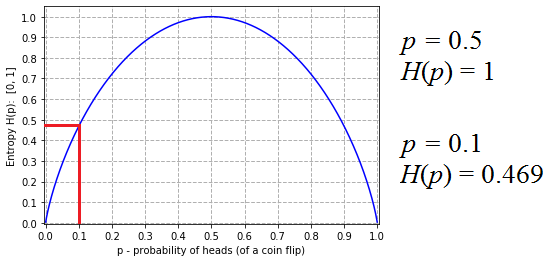 1.0
0.9
0.8
0.7
0.6
0.5
0.4
0.3
0.2
0.1
0.0
Entropy H(p): [0, 1]
0.0 0.1 0.2 0.3 0.4 0.5 0.6 0.7 0.8 0.9 1.0
p - probability of heads (of a coin flip)
p = 0.5
H(p) = 1
p = 0.1
H(p) = 0.469